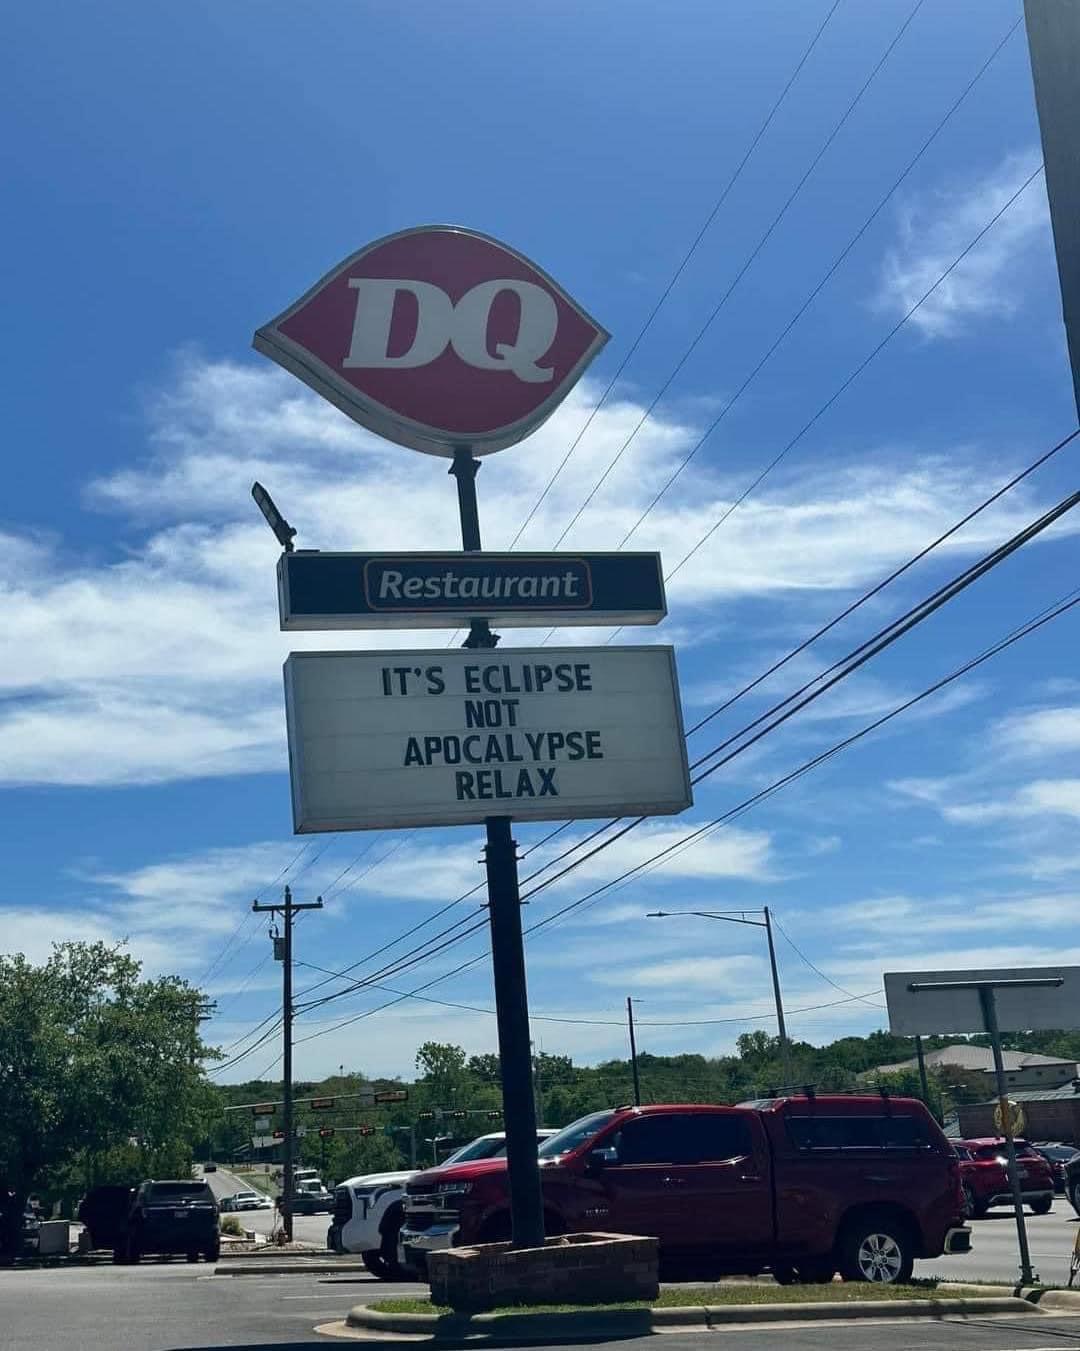 DQ
Restaurant
IT'S ECLIPSE
NOT
APOCALYPSE
RELAX